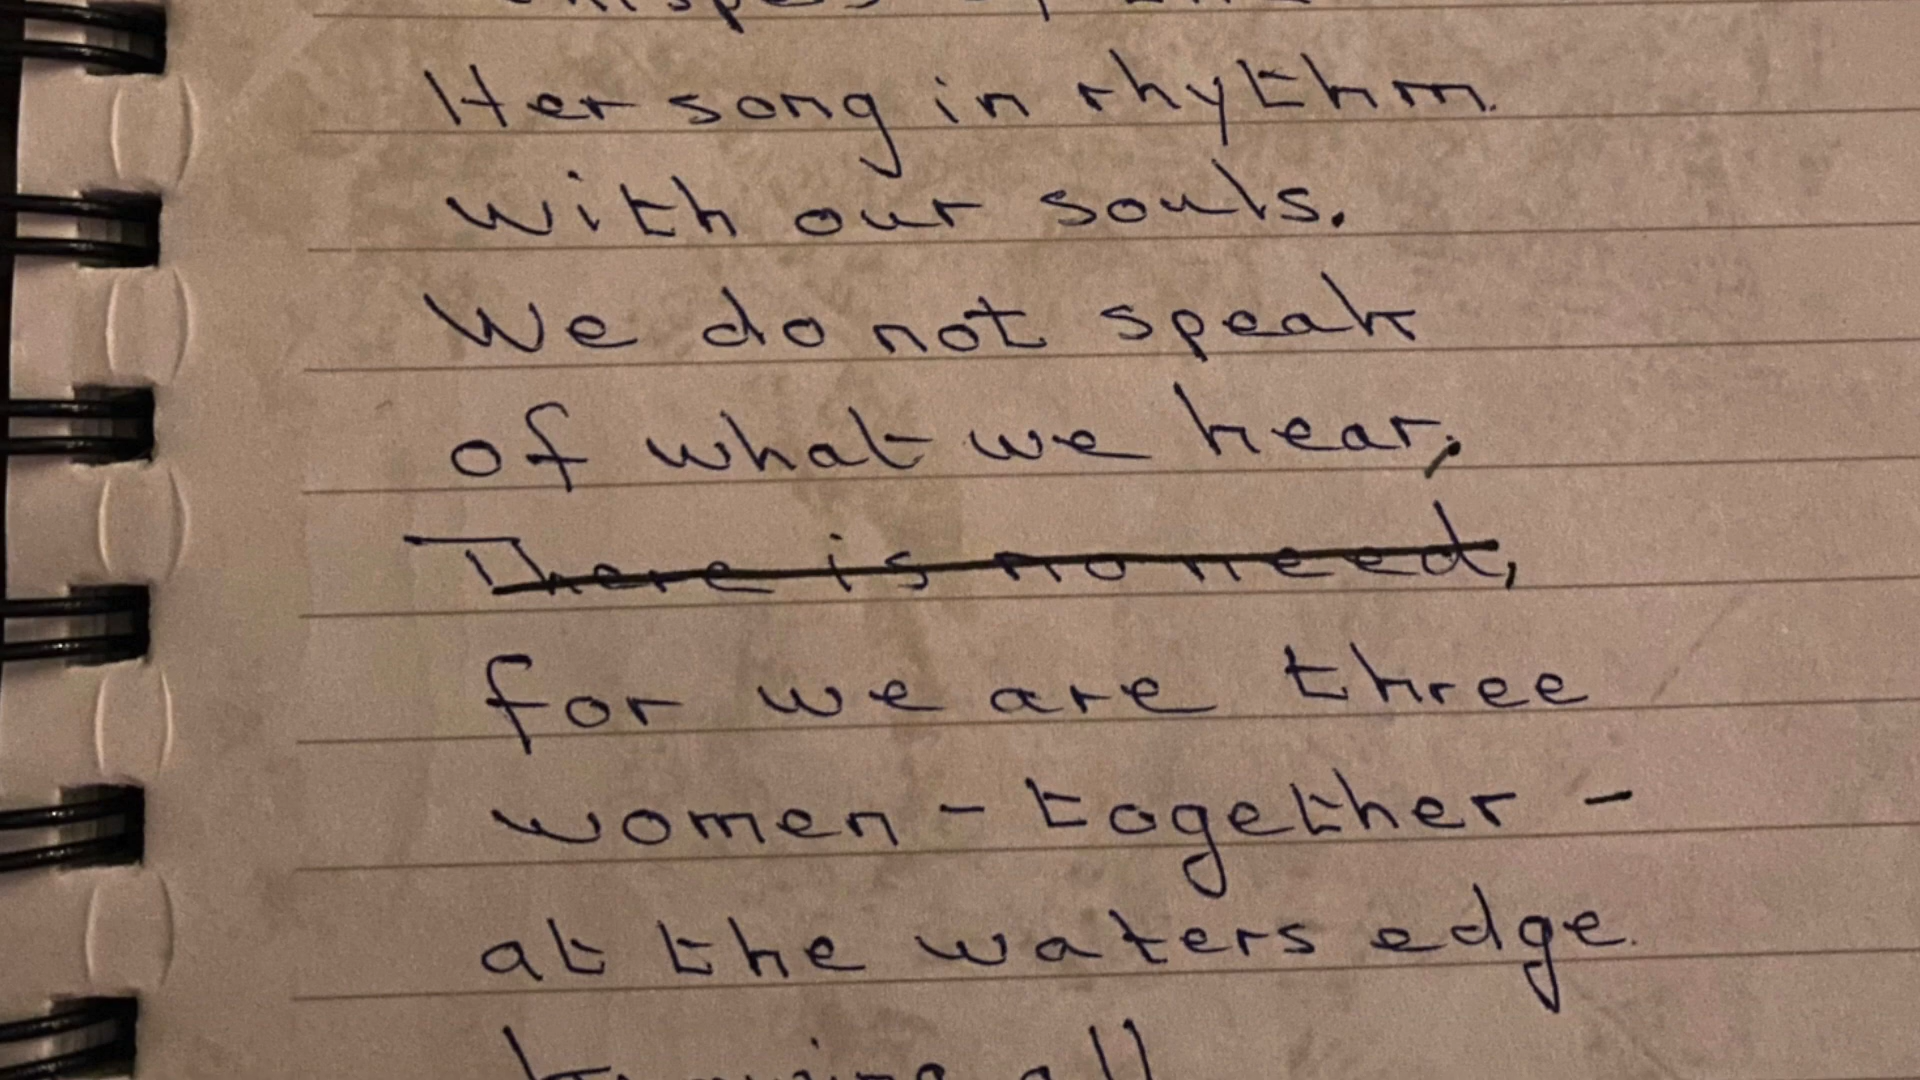 Her song in rhythm.
with our souls.
We do not speak
of what we hear;
There is no need,
for we are three
women - together -
at the waters edge.
all